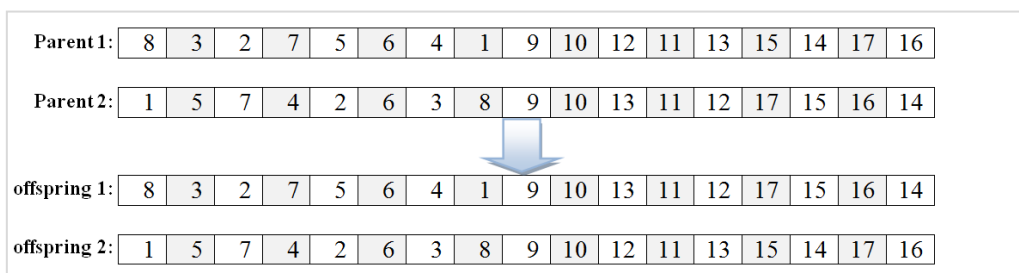 Parent 1: 8 3 2 7 5 6 4 1 9 10 12 11 13 15 14 17 16
Parent 2: 1 5 7 4 2 6 3 8 9 10 13 11 12 17 15 16 14
offspring 1: 8 3 2 7 5 6 4 1 9 10 13 11 12 17 15 16 14
offspring 2: 1 5 7 4 2 6 3 8 9 10 12 11 13 15 14 17 16